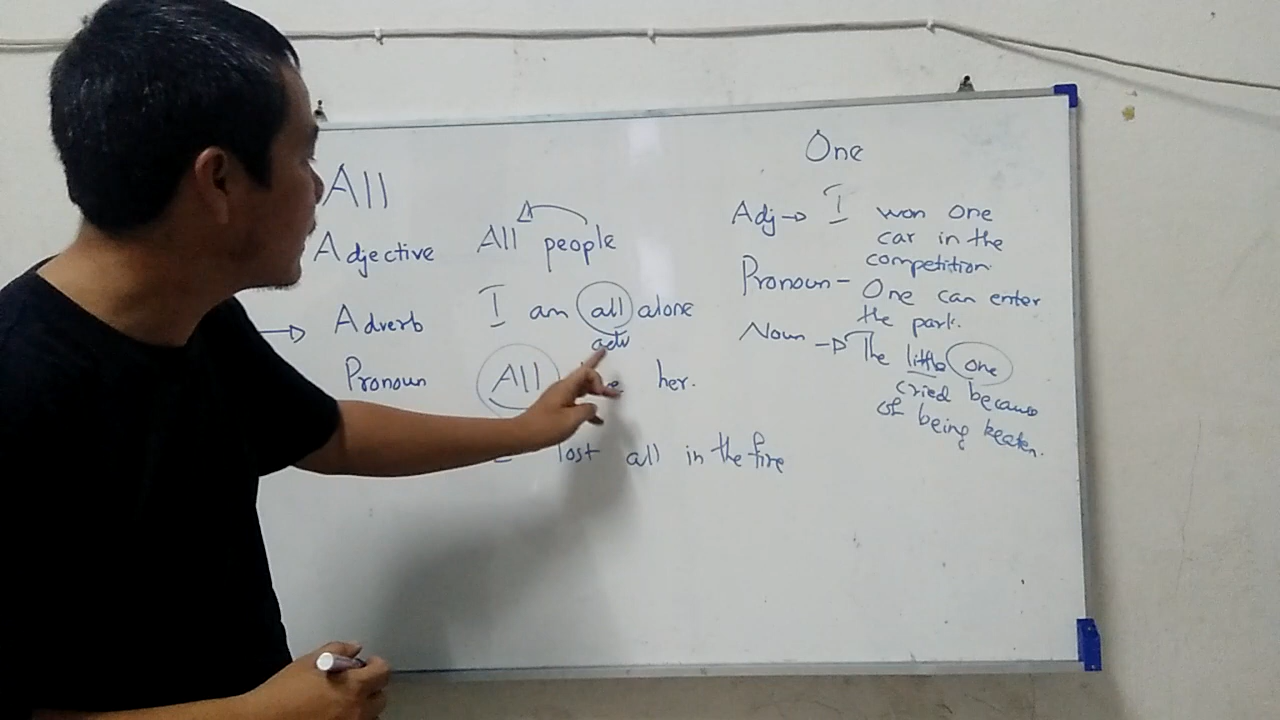 All
Adjective All people
Adverb I am all alone
adv
Pronoun All her.
lost all in the fire
One
Adj → I won one
car in the
competition.
Pronoun - One can enter
the park.
Noun → The little one
cried because
of being beaten.